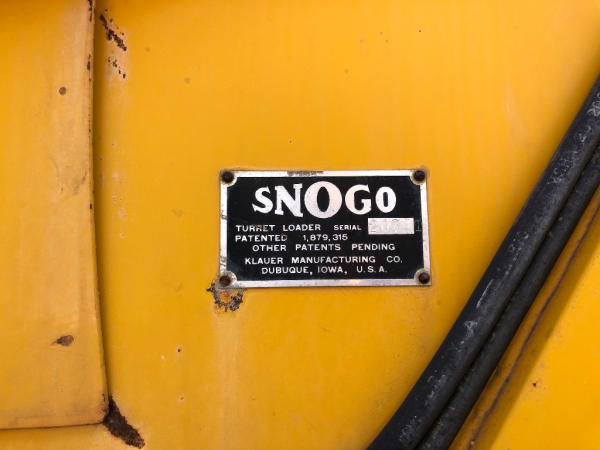 SNOGO
TURRET LOADER SERIAL
PATENTED 1,879,315
OTHER PATENTS PENDING
KLAUER MANUFACTURING CO.
DUBUQUE, IOWA, U.S.A.